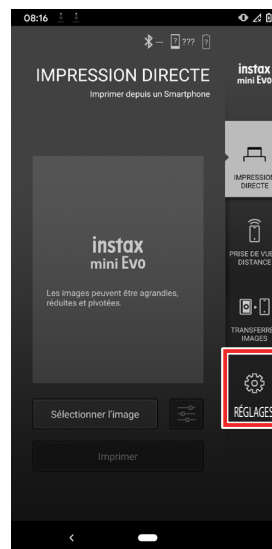 08:16
???
?
IMPRESSION DIRECTE
Imprimer depuis un Smartphone
instax
mini Evo
Les images peuvent être agrandies,
réduites et pivotées.
Sélectionner l'image
Imprimer
instax
mini Evo
IMPRESSION
DIRECTE
PRISE DE VUE
DISTANCE
TRANSFERRE
IMAGES
RÉGLAGES